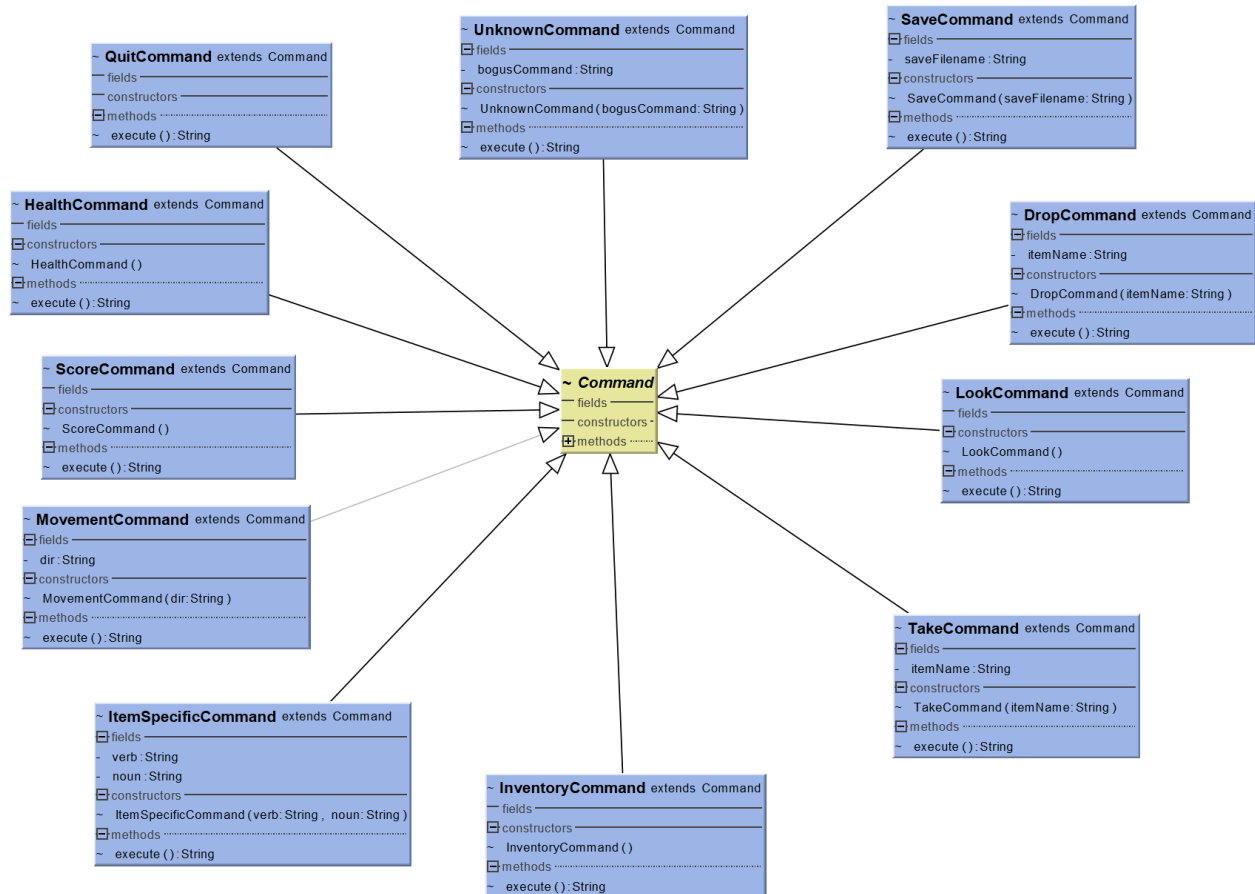 ~ QuitCommand extends Command
fields
constructors
methods
~ execute ( ) : String
~ UnknownCommand extends Command
fields
- bogusCommand : String
constructors
~ UnknownCommand ( bogusCommand: String )
methods
~ execute ( ) : String
~ SaveCommand extends Command
fields
- saveFilename : String
constructors
~ SaveCommand ( saveFilename: String )
methods
~ execute ( ) : String
~ HealthCommand extends Command
fields
constructors
~ HealthCommand ( )
methods
~ execute ( ) : String
~ DropCommand extends Command
fields
- itemName : String
constructors
~ DropCommand ( itemName: String )
methods
~ execute ( ) : String
~ ScoreCommand extends Command
fields
constructors
~ ScoreCommand ( )
methods
~ execute ( ) : String
~ Command
fields
constructors
methods
~ LookCommand extends Command
fields
constructors
~ LookCommand ( )
methods
~ execute ( ) : String
~ MovementCommand extends Command
fields
- dir : String
constructors
~ MovementCommand ( dir: String )
methods
~ execute ( ) : String
~ TakeCommand extends Command
fields
- itemName : String
constructors
~ TakeCommand ( itemName: String )
methods
~ execute ( ) : String
~ ItemSpecificCommand extends Command
fields
- verb : String
- noun : String
constructors
~ ItemSpecificCommand ( verb: String , noun: String )
methods
~ execute ( ) : String
~ InventoryCommand extends Command
fields
constructors
~ InventoryCommand ( )
methods
~ execute ( ) : String